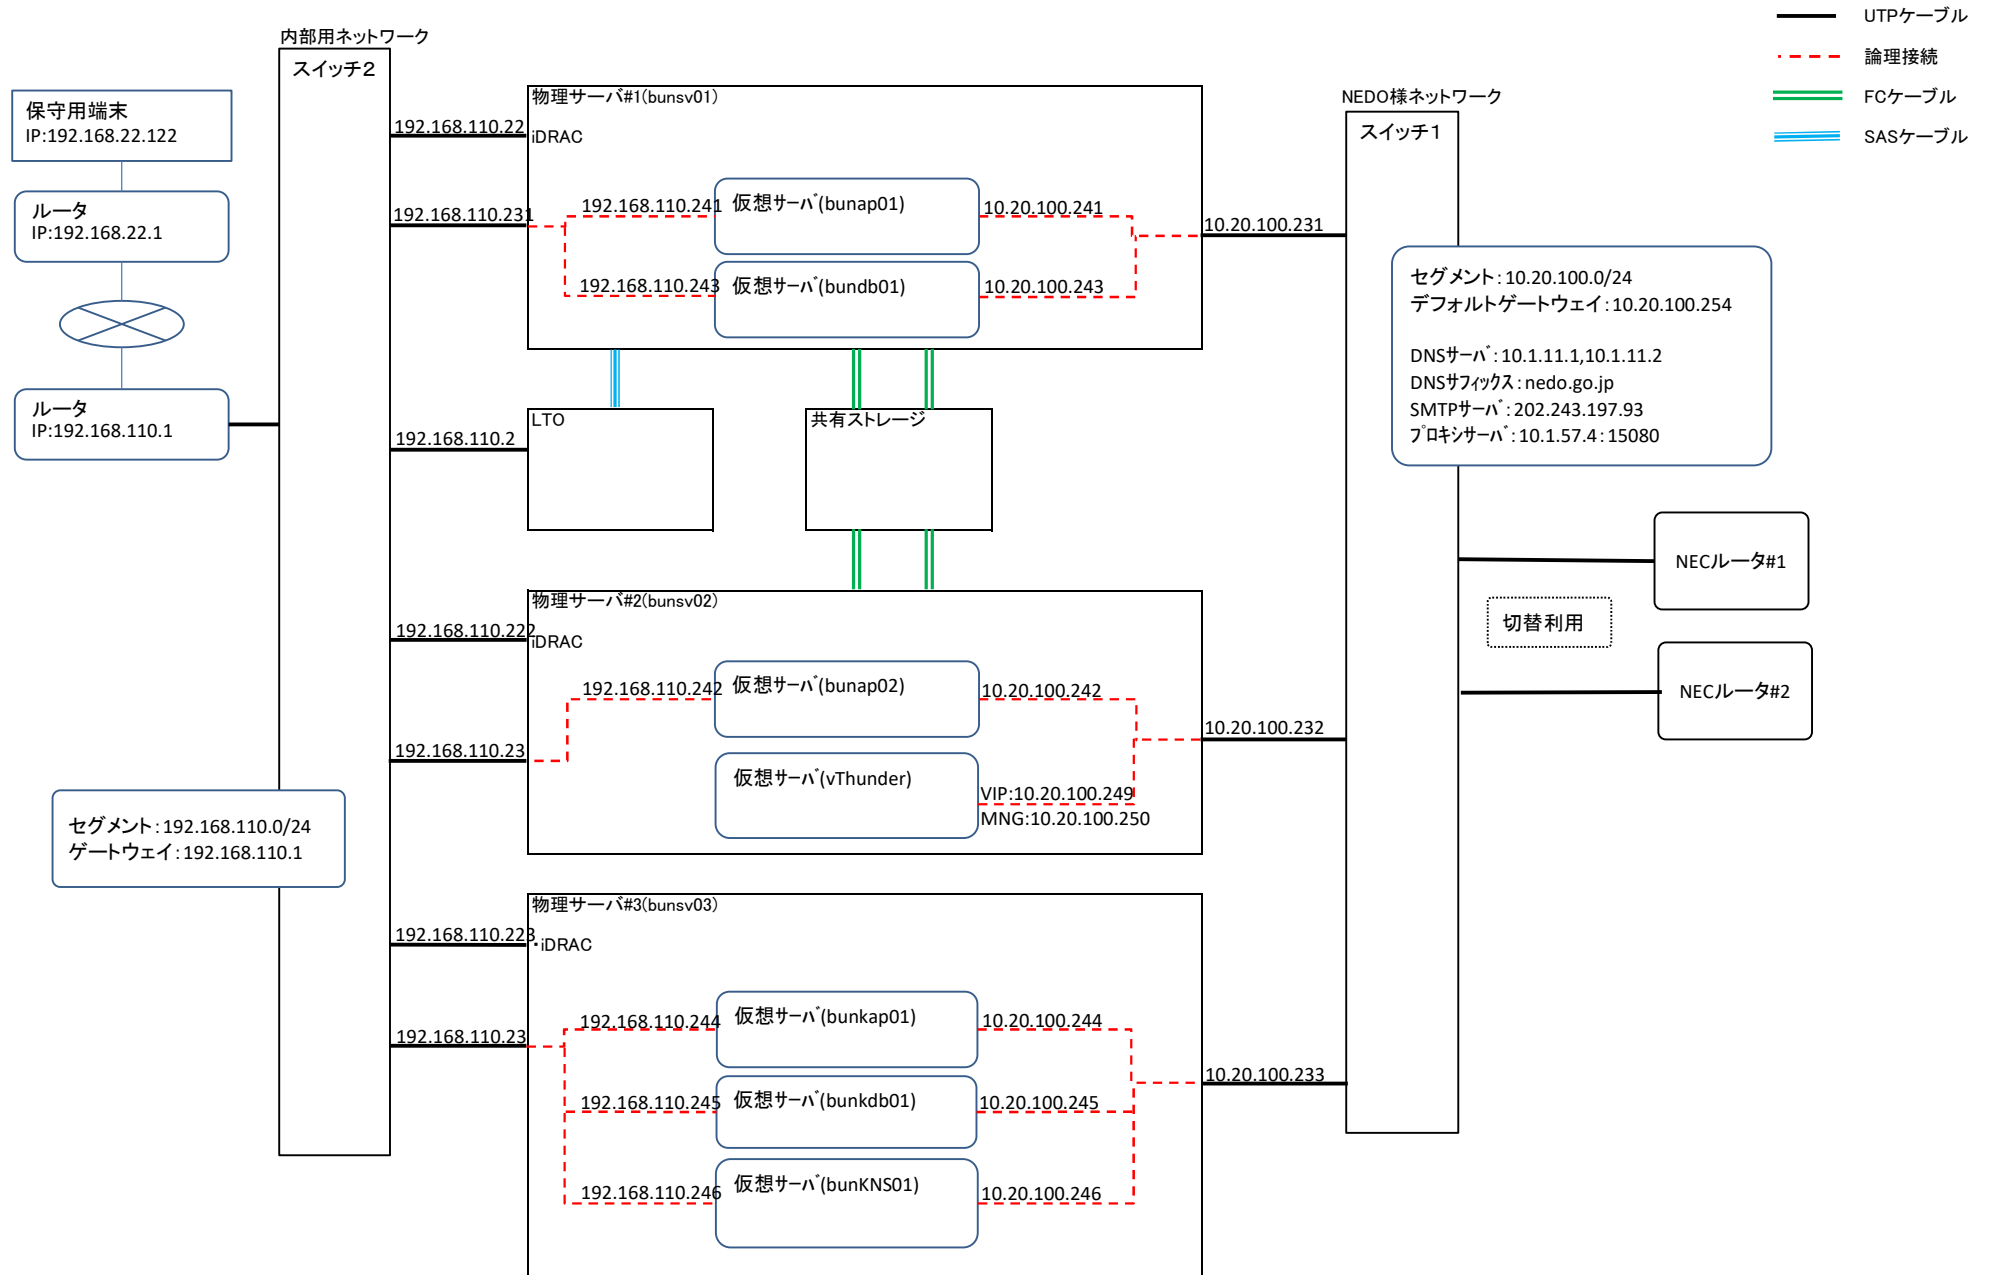 UTPケーブル
論理接続
FCケーブル
SASケーブル
内部用ネットワーク
スイッチ2
保守用端末
IP:192.168.22.122
ルータ
IP:192.168.22.1
ルータ
IP:192.168.110.1
セグメント:192.168.110.0/24
ゲートウェイ:192.168.110.1
192.168.110.22
192.168.110.231
192.168.110.2
192.168.110.222
192.168.110.23
192.168.110.223
192.168.110.23
物理サーバ#1(bunsv01)
iDRAC
192.168.110.241
仮想ｻｰﾊﾞ(bunap01)
10.20.100.241
192.168.110.243
仮想ｻｰﾊﾞ(bundb01)
10.20.100.243
10.20.100.231
LTO
共有ストレージ
物理サーバ#2(bunsv02)
iDRAC
192.168.110.242
仮想ｻｰﾊﾞ(bunap02)
10.20.100.242
仮想ｻｰﾊﾞ(vThunder)
VIP:10.20.100.249
MNG:10.20.100.250
10.20.100.232
物理サーバ#3(bunsv03)
・iDRAC
192.168.110.244
仮想ｻｰﾊﾞ(bunkap01)
10.20.100.244
192.168.110.245
仮想ｻｰﾊﾞ(bunkdb01)
10.20.100.245
192.168.110.246
仮想ｻｰﾊﾞ(bunKNS01)
10.20.100.246
10.20.100.233
NEDO様ネットワーク
スイッチ1
セグメント:10.20.100.0/24
デフォルトゲートウェイ:10.20.100.254
DNSｻｰﾊﾞ:10.1.11.1,10.1.11.2
DNSｻフィックス:nedo.go.jp
SMTPｻｰﾊﾞ:202.243.197.93
ﾌﾟﾛｷｼｻｰﾊﾞ:10.1.57.4:15080
NECルータ#1
切替利用
NECルータ#2